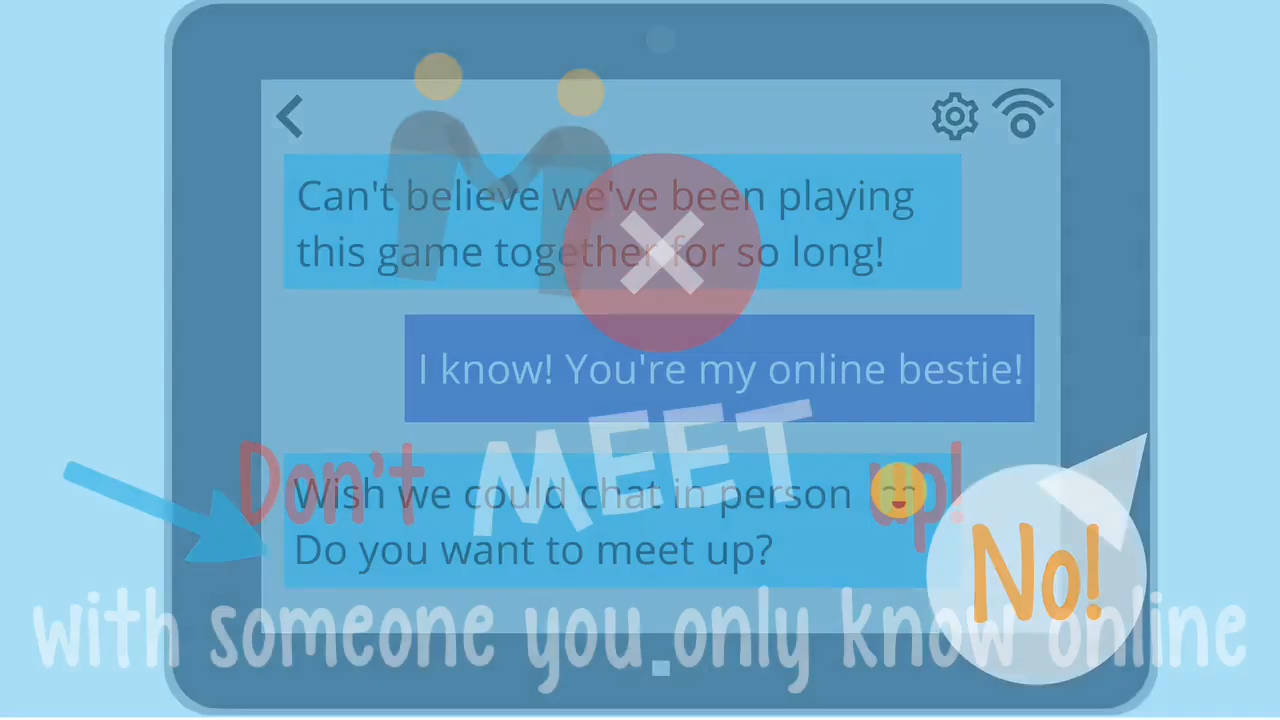 Can't believe we've been playing
this game together for so long!
I know! You're my online bestie!
Don't MEET up!
Wish we could chat in person
Do you want to meet up?
No!
with someone you only know online